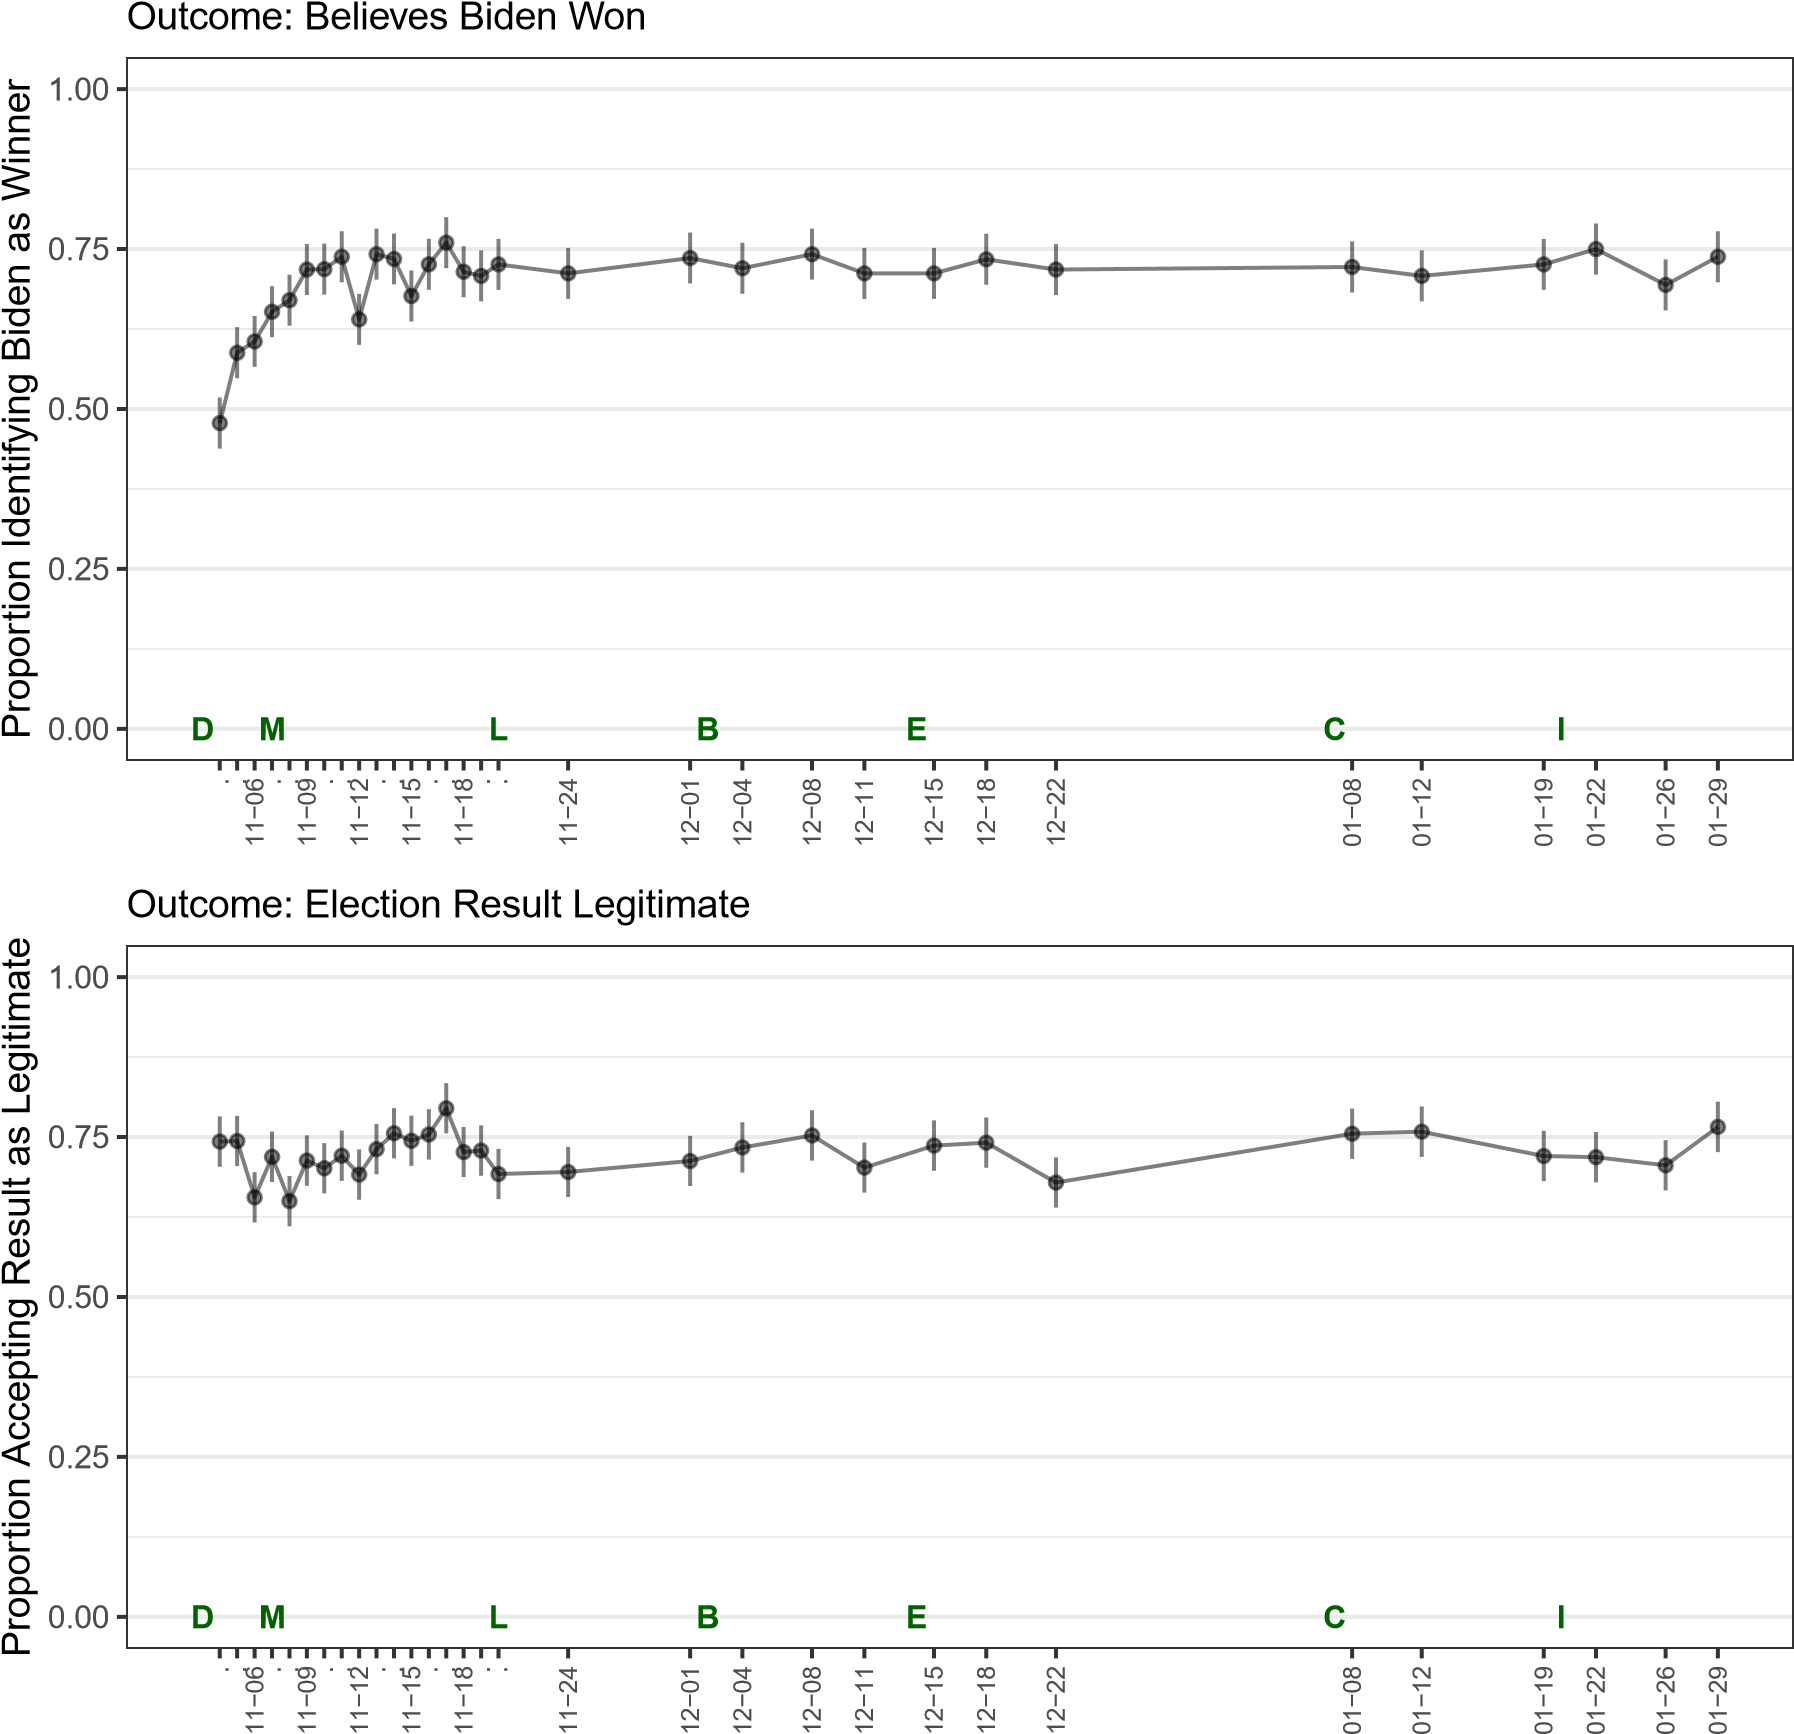 Outcome: Believes Biden Won
Proportion Identifying Biden as Winner
1.00
0.75
0.50
0.25
0.00
D M L B E C I
. 11−06 . 11−09 . 11−12 . 11−15 . 11−18 . . 11−24 12−01 12−04 12−08 12−11 12−15 12−18 12−22 01−08 01−12 01−19 01−22 01−26 01−29
Outcome: Election Result Legitimate
Proportion Accepting Result as Legitimate
1.00
0.75
0.50
0.25
0.00
D M L B E C I
. 11−06 . 11−09 . 11−12 . 11−15 . 11−18 . . 11−24 12−01 12−04 12−08 12−11 12−15 12−18 12−22 01−08 01−12 01−19 01−22 01−26 01−29